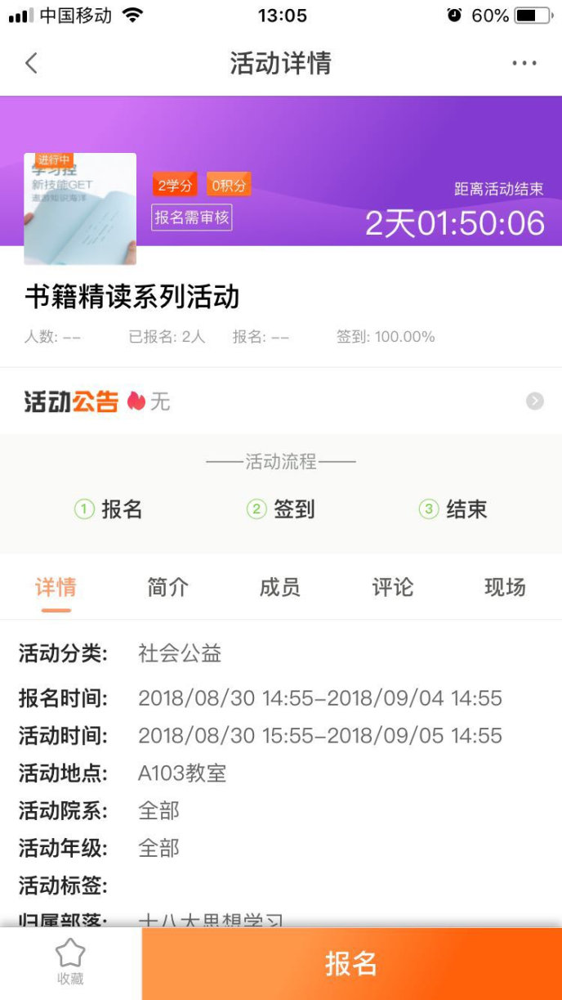 中国移动 13:05 60%
活动详情
进行中
学习控
新技能GET
遨游知识海洋
2学分 0积分
报名需审核
距离活动结束
2天01:50:06
书籍精读系列活动
人数: -- 已报名: 2人 报名: -- 签到: 100.00%
活动公告 无
活动流程
1 报名 2 签到 3 结束
详情 简介 成员 评论 现场
活动分类: 社会公益
报名时间: 2018/08/30 14:55-2018/09/04 14:55
活动时间: 2018/08/30 15:55-2018/09/05 14:55
活动地点: A103教室
活动院系: 全部
活动年级: 全部
活动标签:
归属部落: 十八大思想学习
收藏 报名